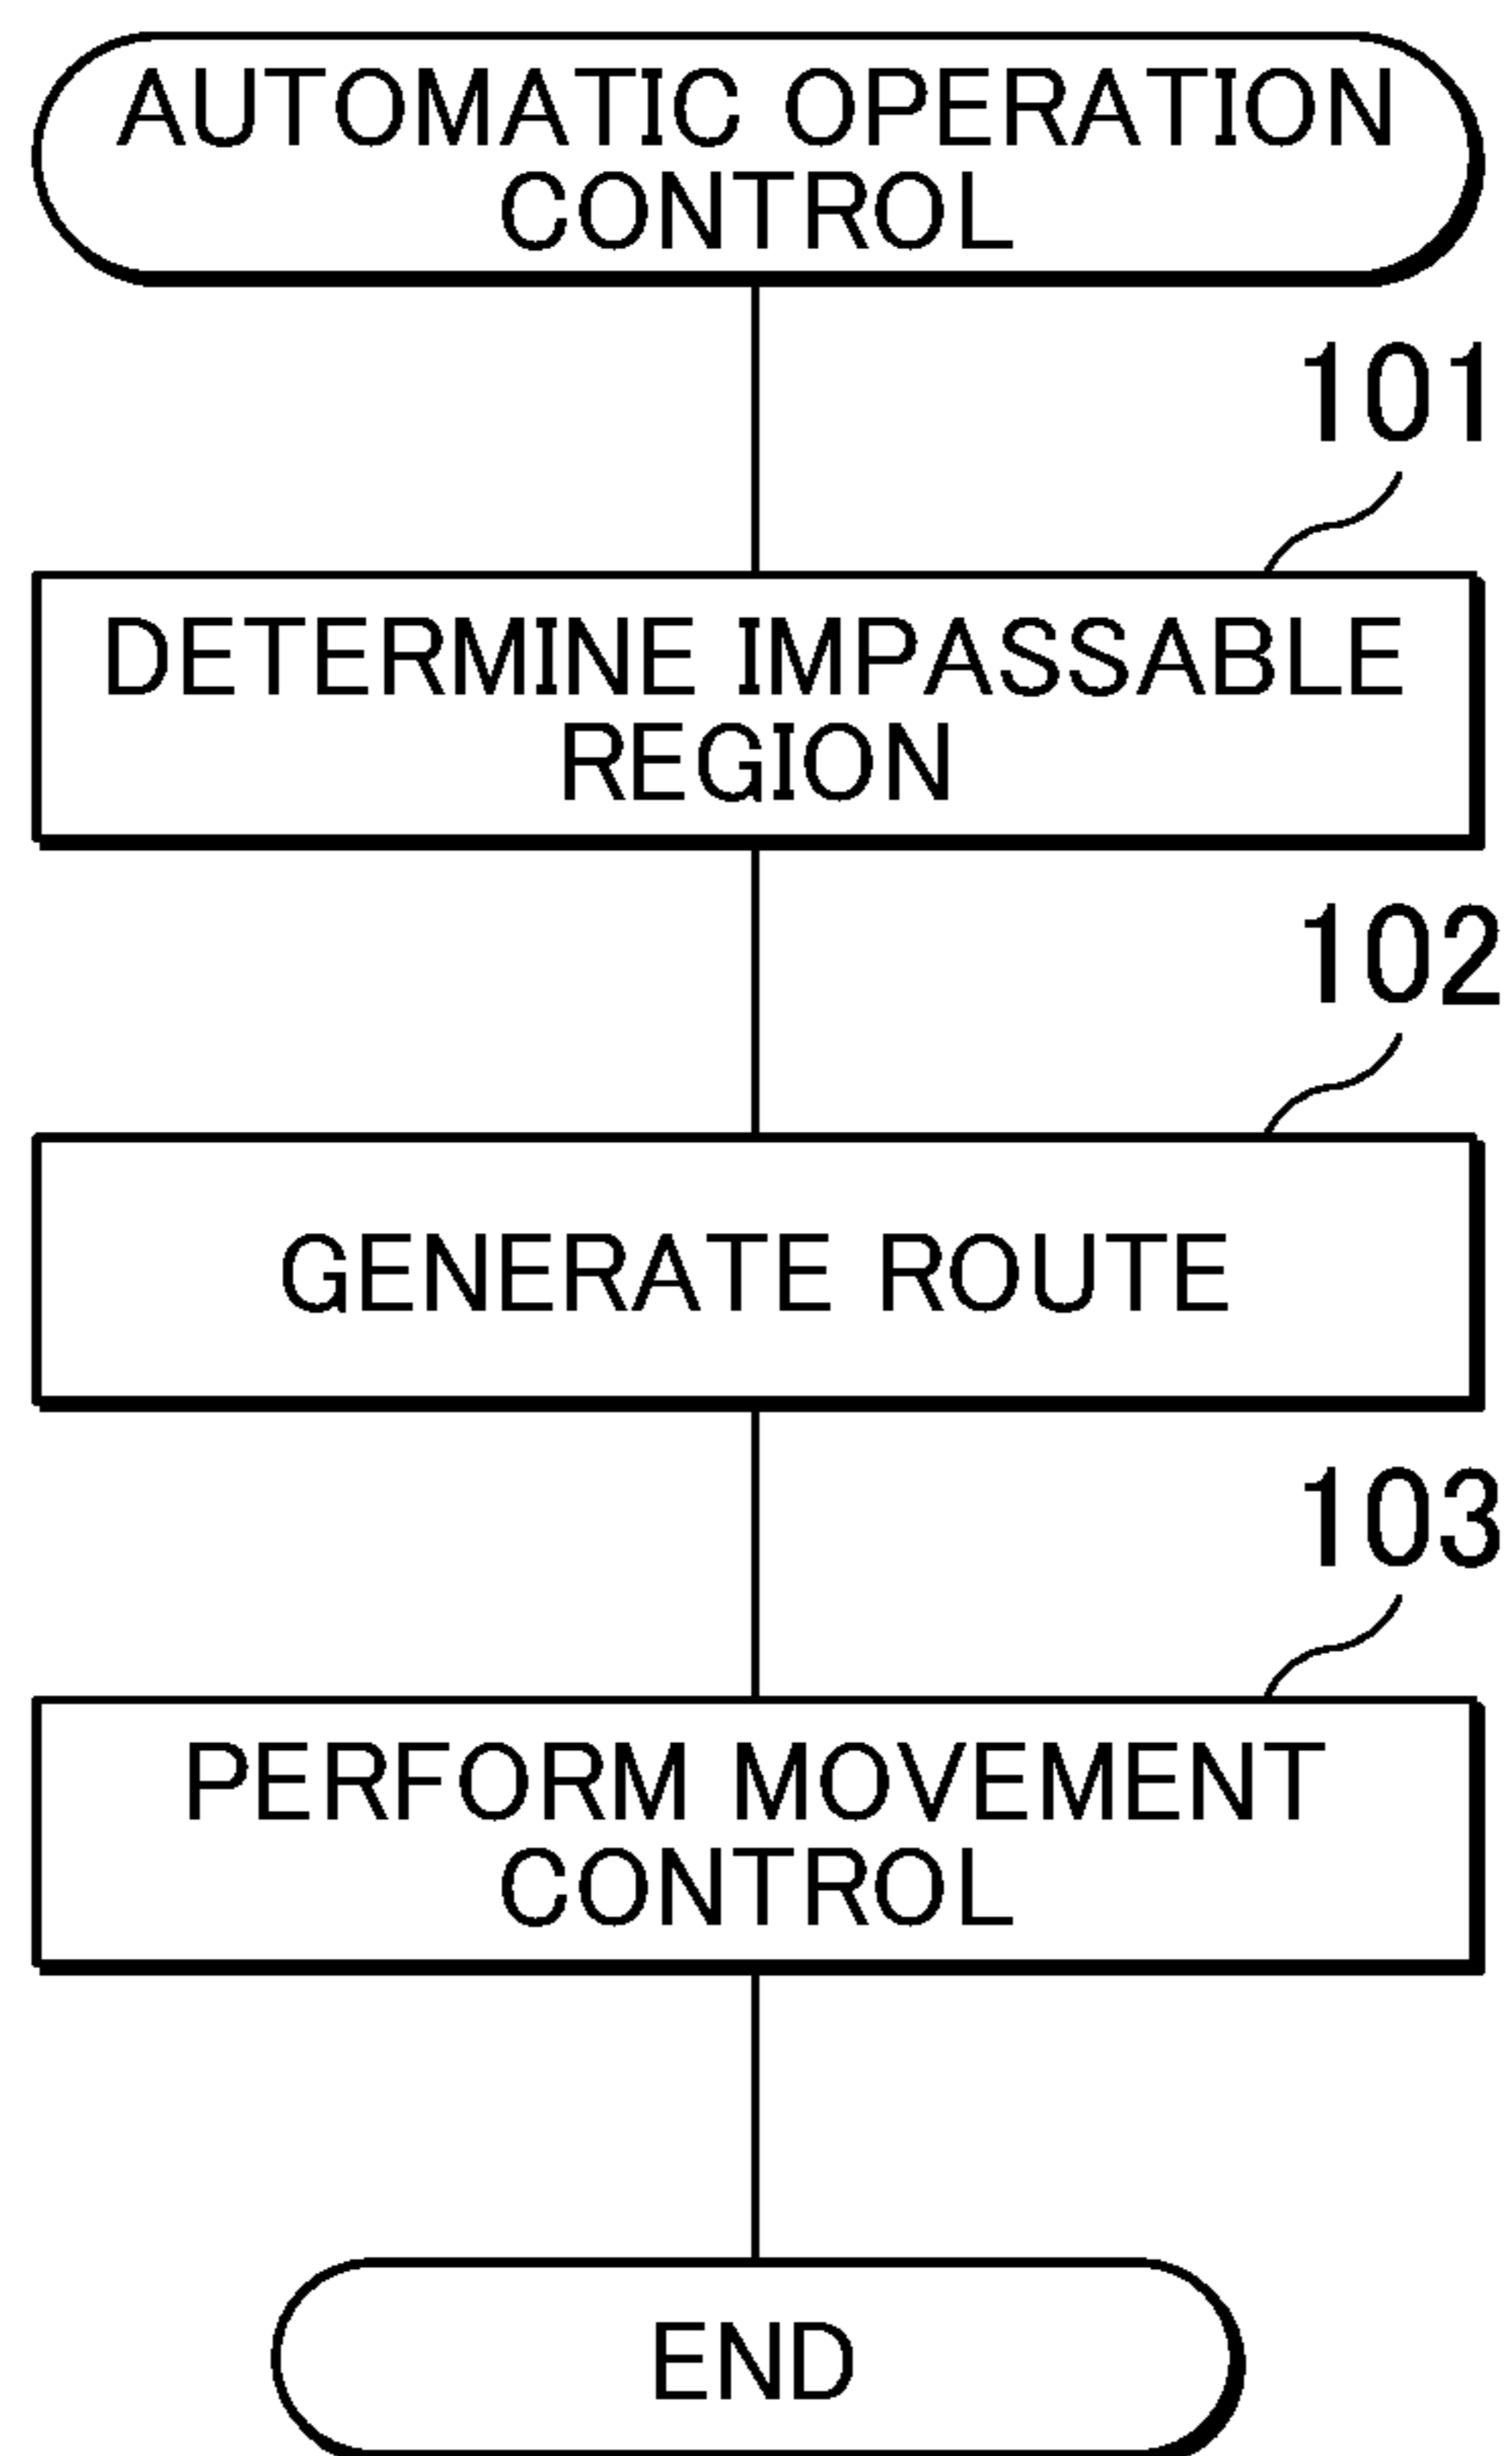 AUTOMATIC OPERATION
CONTROL
101
DETERMINE IMPASSABLE
REGION
102
GENERATE ROUTE
103
PERFORM MOVEMENT
CONTROL
END